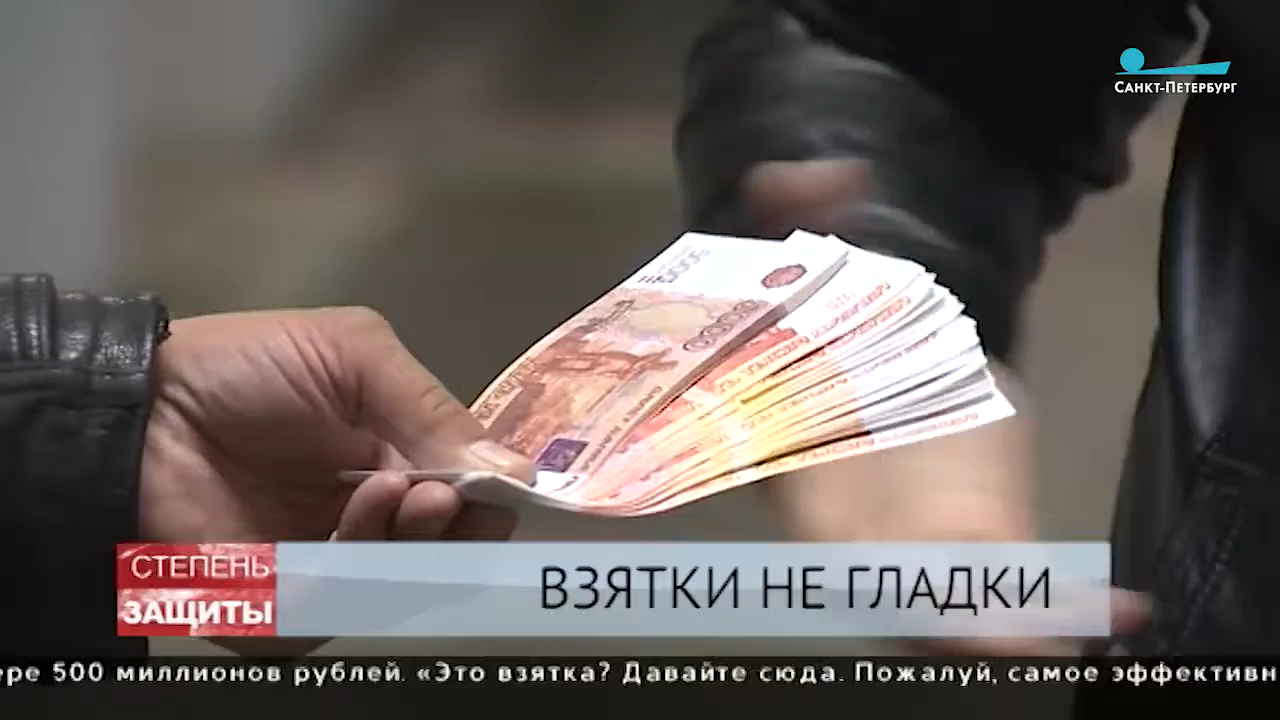 Санкт-Петербург
СТЕПЕНЬ
ЗАЩИТЫ
ВЗЯТКИ НЕ ГЛАДКИ
ере 500 миллионов рублей. «Это взятка? Давайте сюда. Пожалуй, самое эффективн